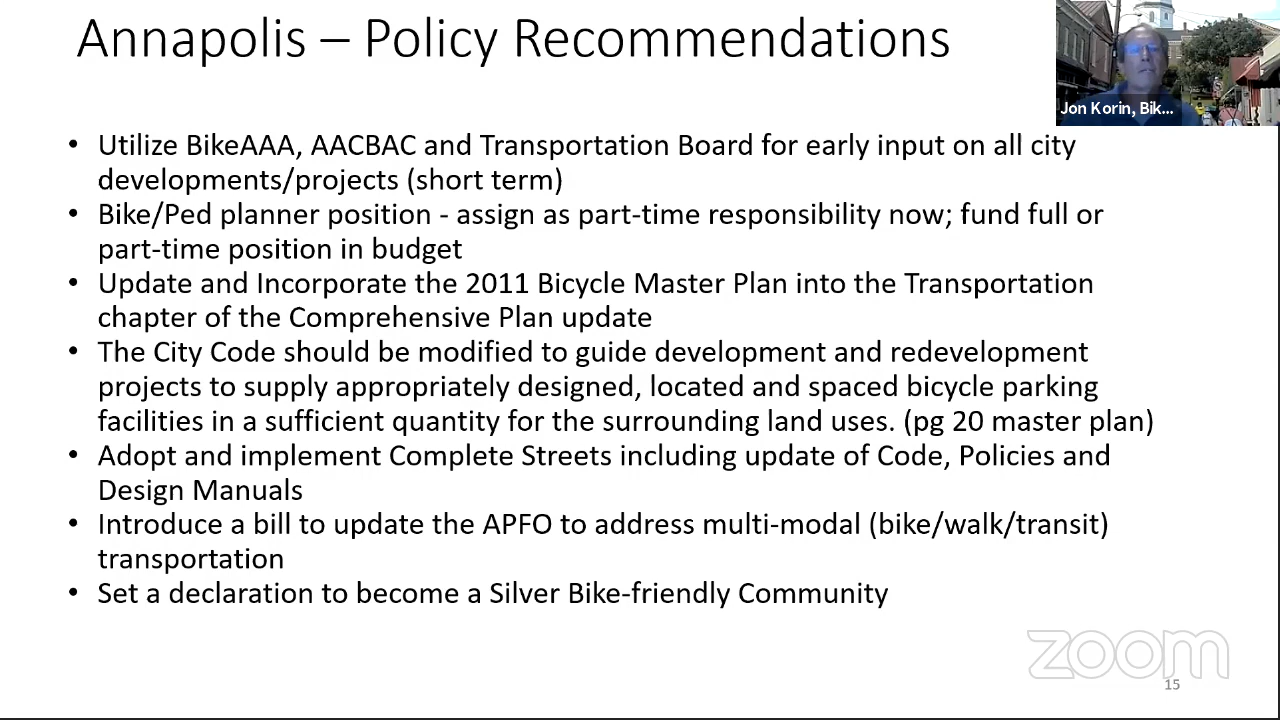 Annapolis – Policy Recommendations
Jon Korin, Bik...
• Utilize BikeAAA, AACBAC and Transportation Board for early input on all city
developments/projects (short term)
• Bike/Ped planner position - assign as part-time responsibility now; fund full or
part-time position in budget
• Update and Incorporate the 2011 Bicycle Master Plan into the Transportation
chapter of the Comprehensive Plan update
• The City Code should be modified to guide development and redevelopment
projects to supply appropriately designed, located and spaced bicycle parking
facilities in a sufficient quantity for the surrounding land uses. (pg 20 master plan)
• Adopt and implement Complete Streets including update of Code, Policies and
Design Manuals
• Introduce a bill to update the APFO to address multi-modal (bike/walk/transit)
transportation
• Set a declaration to become a Silver Bike-friendly Community
zoom
15